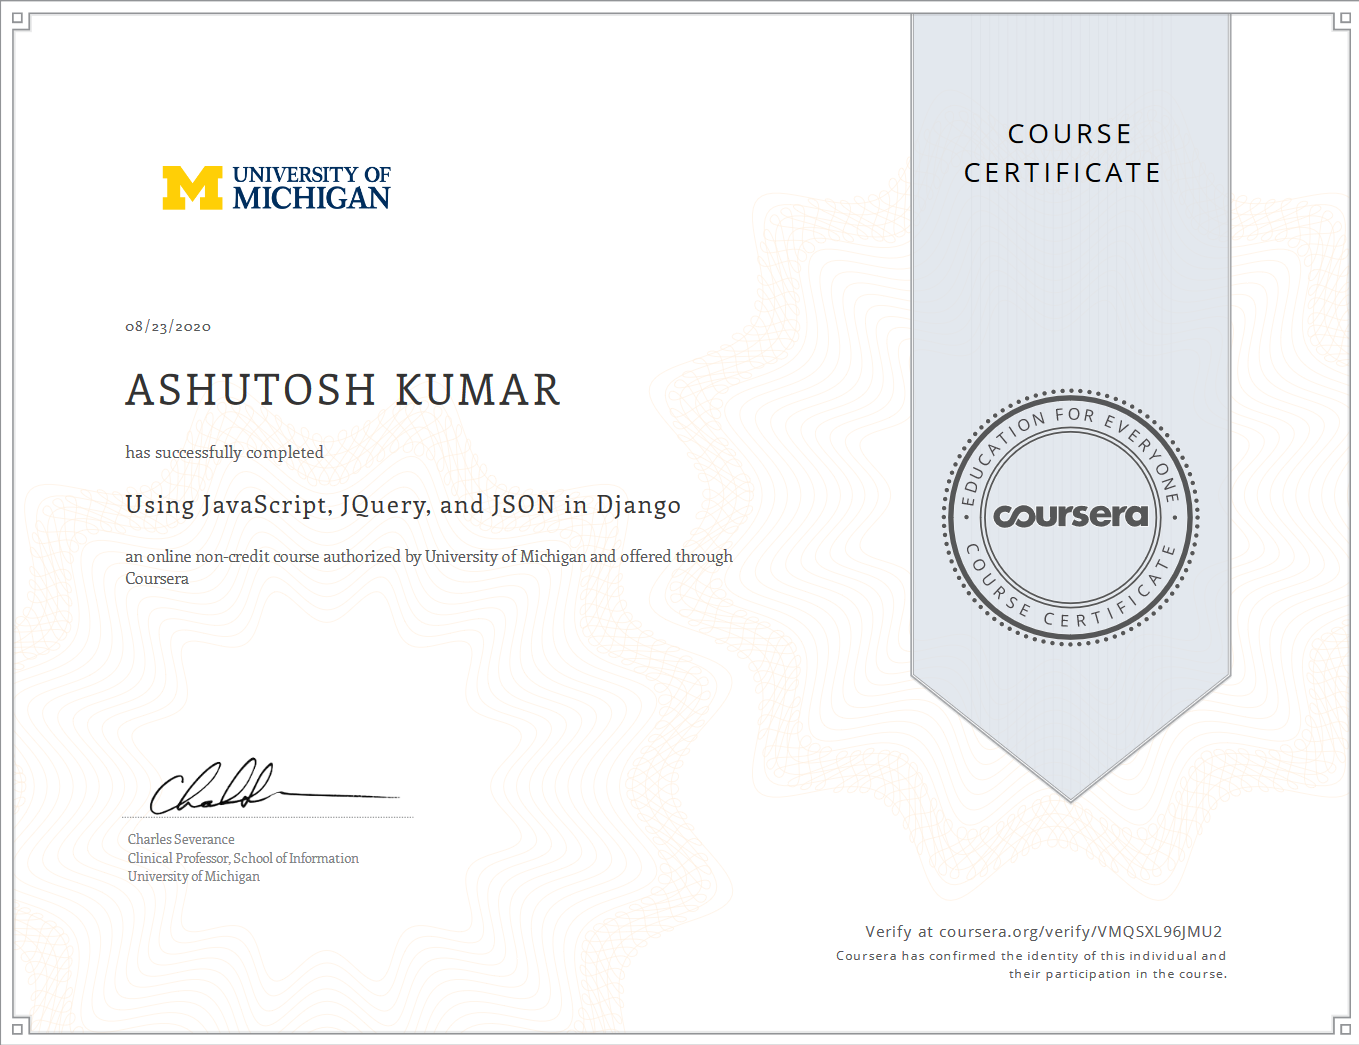 UNIVERSITY OF
MICHIGAN
COURSE
CERTIFICATE
08/23/2020
ASHUTOSH KUMAR
has successfully completed
Using JavaScript, JQuery, and JSON in Django
an online non-credit course authorized by University of Michigan and offered through
Coursera
EDUCATION FOR EVERYONE
coursera
COURSE CERTIFICATE
Charles Severance
Clinical Professor, School of Information
University of Michigan
Verify at coursera.org/verify/VMQSXL96JMU2
Coursera has confirmed the identity of this individual and
their participation in the course.